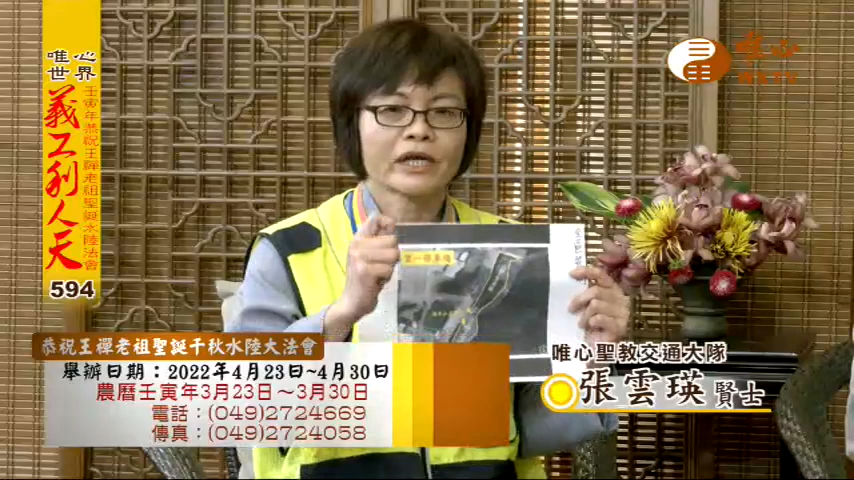 唯心
世界
義工利人天
壬寅年恭祝王禪老祖聖誕水陸法會
594
唯心
第一停車場
恭祝王禪老祖聖誕千秋水陸大法會
舉辦日期：2022年4月23日~4月30日
農曆壬寅年3月23日～3月30日
電話：(049)2724669
傳真：(049)2724058
唯心聖教交通大隊
張雲瑛 賢士